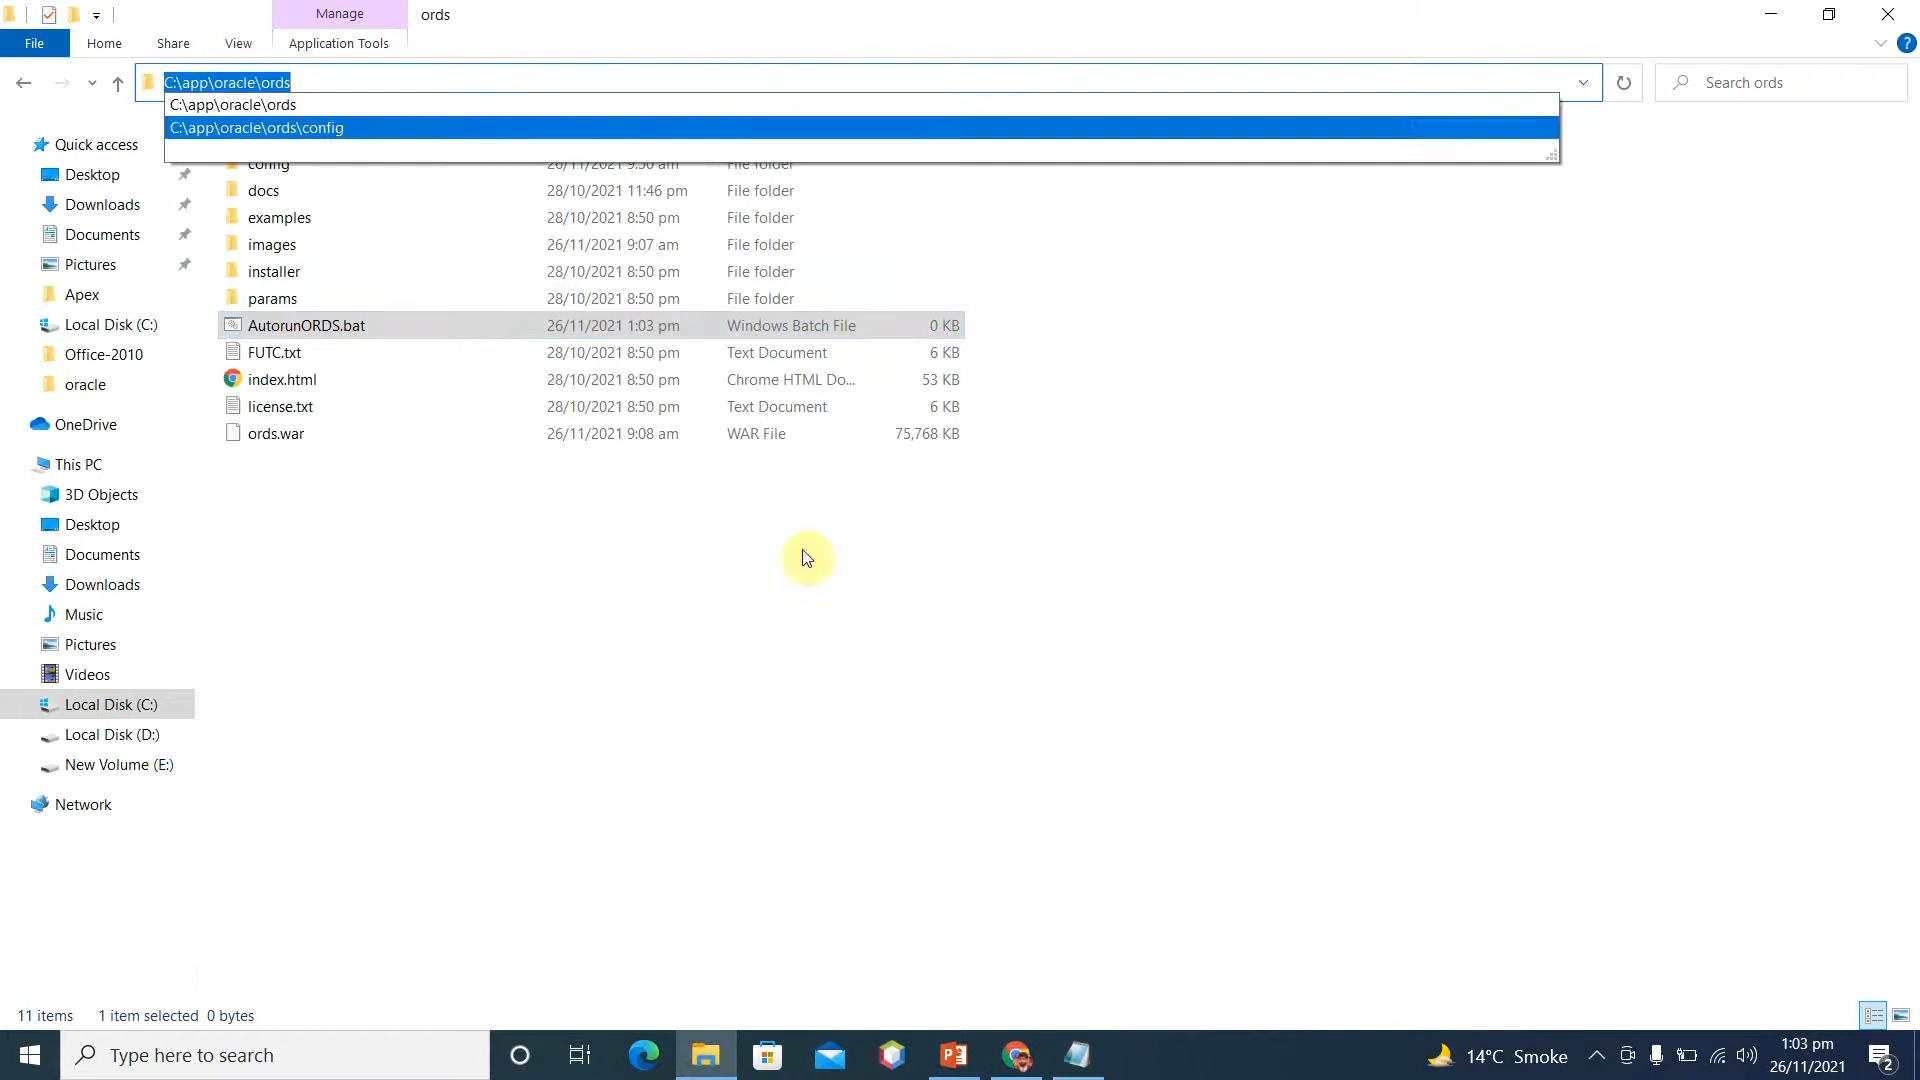 Manage
ords
File
Home
Share
View
Application Tools
C:\app\oracle\ords
Search ords
C:\app\oracle\ords
C:\app\oracle\ords\config
Quick access
Desktop
Downloads
Documents
Pictures
Apex
Local Disk (C:)
Office-2010
oracle
OneDrive
This PC
3D Objects
Desktop
Documents
Downloads
Music
Pictures
Videos
Local Disk (C:)
Local Disk (D:)
New Volume (E:)
Network
config 26/11/2021 9:50 am File folder
docs 28/10/2021 11:46 pm File folder
examples 28/10/2021 8:50 pm File folder
images 26/11/2021 9:07 am File folder
installer 28/10/2021 8:50 pm File folder
params 28/10/2021 8:50 pm File folder
AutorunORDS.bat 26/11/2021 1:03 pm Windows Batch File 0 KB
FUTC.txt 28/10/2021 8:50 pm Text Document 6 KB
index.html 28/10/2021 8:50 pm Chrome HTML Do... 53 KB
license.txt 28/10/2021 8:50 pm Text Document 6 KB
ords.war 26/11/2021 9:08 am WAR File 75,768 KB
11 items 1 item selected 0 bytes
Type here to search
14°C Smoke
1:03 pm
26/11/2021
2